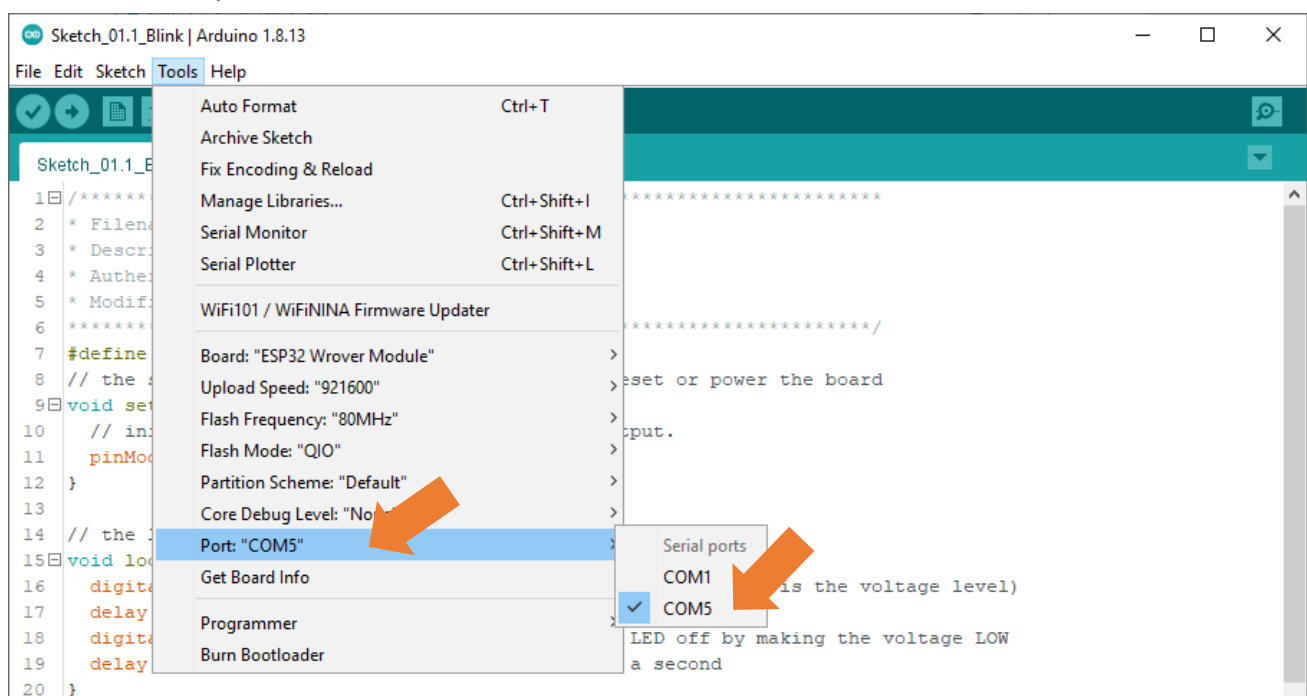 Sketch_01.1_Blink | Arduino 1.8.13
File Edit Sketch Tools Help
Auto Format Ctrl+T
Archive Sketch
Sketch_01.1_B
Fix Encoding & Reload
1 /******* ****************************
Manage Libraries... Ctrl+Shift+I
2 * Filena
Serial Monitor Ctrl+Shift+M
3 * Descri
Serial Plotter Ctrl+Shift+L
4 * Auther
5 * Modifi
WiFi101 / WiFiNINA Firmware Updater
6 ******** ***************************/
7 #define
Board: "ESP32 Wrover Module"
8 // the s eset or power the board
Upload Speed: "921600"
9 void set
Flash Frequency: "80MHz"
10 // ini tput.
Flash Mode: "QIO"
11 pinMod
Partition Scheme: "Default"
12 }
Core Debug Level:
13
14 // the l
Port: "COM5" Serial ports
15 void loo
Get Board Info COM1
16 digita is the voltage level)
COM5
17 delay
Programmer
18 digita LED off by making the voltage LOW
Burn Bootloader
19 delay a second
20 }